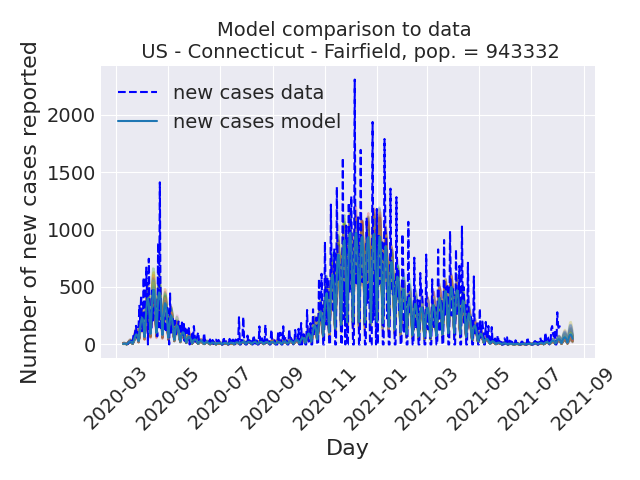 Model comparison to data
US - Connecticut - Fairfield, pop. = 943332
Number of new cases reported
2000
1500
1000
500
0
new cases data
new cases model
2020-03
2020-05
2020-07
2020-09
2020-11
2021-01
2021-03
2021-05
2021-07
2021-09
Day